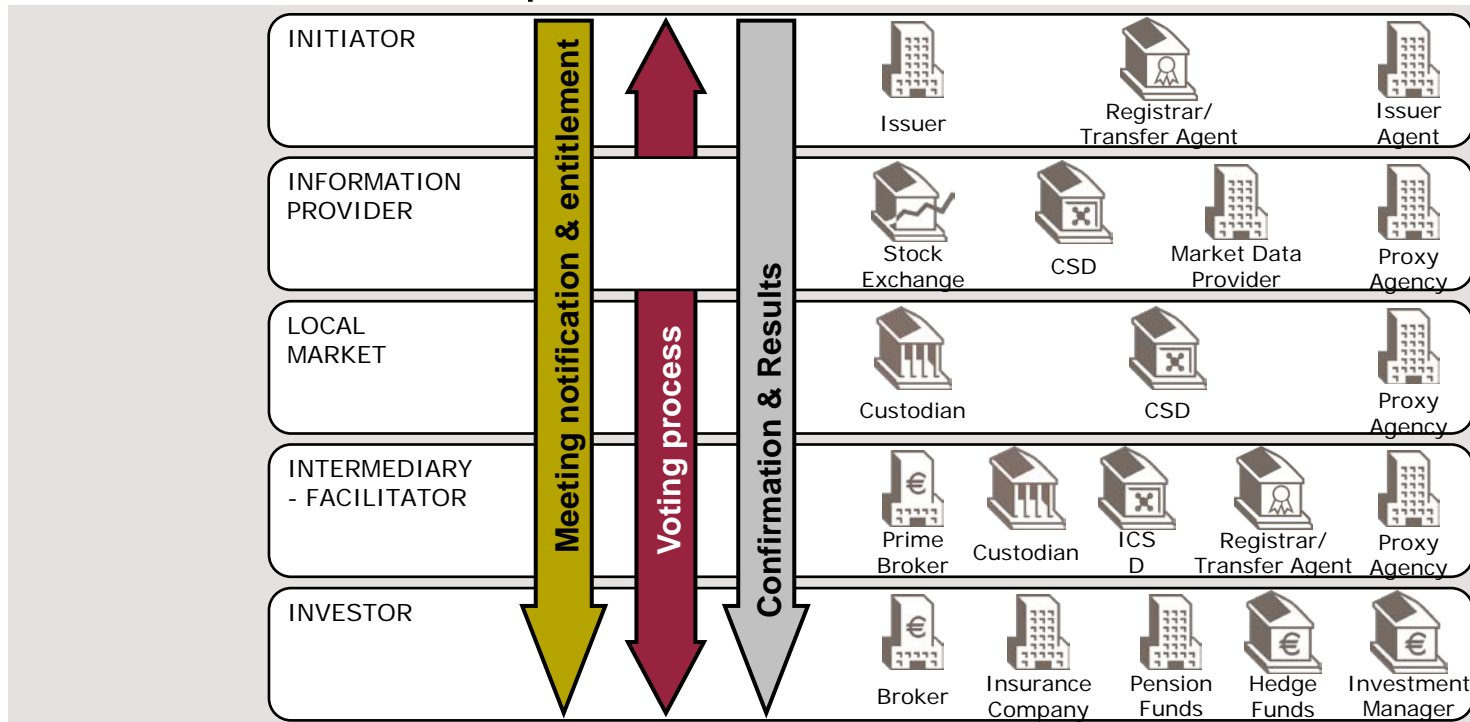 INITIATOR
Issuer
Registrar/
Transfer Agent
Issuer
Agent
INFORMATION
PROVIDER
Stock
Exchange
CSD
Market Data
Provider
Proxy
Agency
LOCAL
MARKET
Custodian
CSD
Proxy
Agency
INTERMEDIARY
- FACILITATOR
Prime
Broker
Custodian
ICS
D
Registrar/
Transfer Agent
Proxy
Agency
INVESTOR
Broker
Insurance
Company
Pension
Funds
Hedge
Funds
Investment
Manager
Meeting notification & entitlement
Voting process
Confirmation & Results